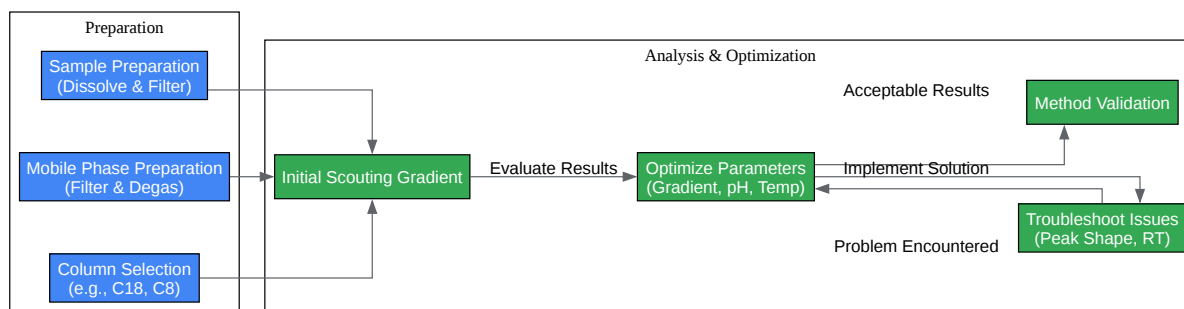 Preparation
Sample Preparation
(Dissolve & Filter)
Mobile Phase Preparation
(Filter & Degas)
Column Selection
(e.g., C18, C8)
Analysis & Optimization
Initial Scouting Gradient
Evaluate Results
Optimize Parameters
(Gradient, pH, Temp)
Acceptable Results
Method Validation
Implement Solution
Troubleshoot Issues
(Peak Shape, RT)
Problem Encountered